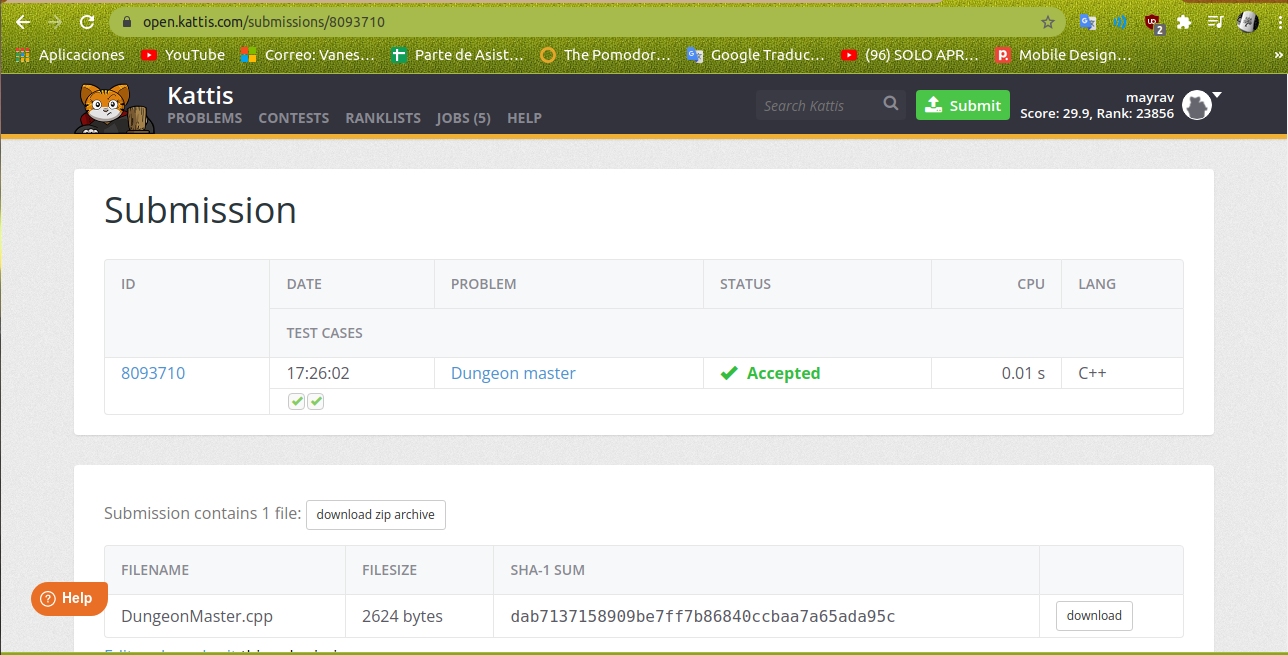 open.kattis.com/submissions/8093710
2
Aplicaciones YouTube Correo: Vanes... Parte de Asist... The Pomodor... Google Traduc... (96) SOLO APR... Mobile Design... »
Kattis
PROBLEMS CONTESTS RANKLISTS JOBS (5) HELP
Search Kattis
Submit
mayrav
Score: 29.9, Rank: 23856
Submission
ID DATE PROBLEM STATUS CPU LANG
TEST CASES
8093710 17:26:02 Dungeon master Accepted 0.01 s C++
Submission contains 1 file: download zip archive
FILENAME FILESIZE SHA-1 SUM
DungeonMaster.cpp 2624 bytes dab7137158909be7ff7b86840ccbaa7a65ada95c download
Help